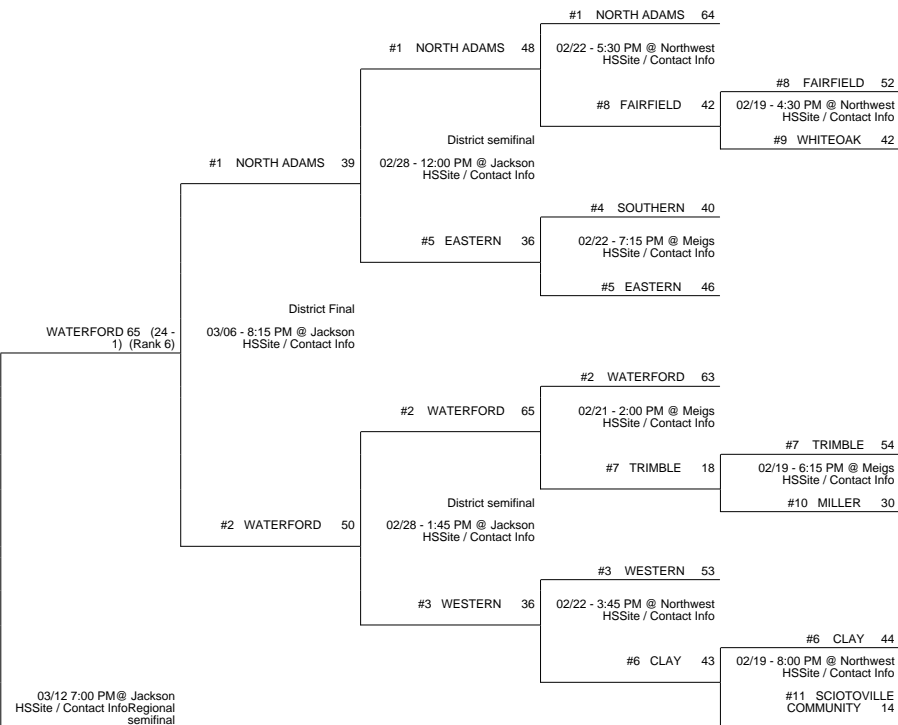 #1 NORTH ADAMS 64
#1 NORTH ADAMS 48
02/22 - 5:30 PM @ Northwest
HSSite / Contact Info
#8 FAIRFIELD 52
#8 FAIRFIELD 42
02/19 - 4:30 PM @ Northwest
HSSite / Contact Info
District semifinal
#9 WHITEOAK 42
#1 NORTH ADAMS 39
02/28 - 12:00 PM @ Jackson
HSSite / Contact Info
#4 SOUTHERN 40
#5 EASTERN 36
02/22 - 7:15 PM @ Meigs
HSSite / Contact Info
#5 EASTERN 46
District Final
WATERFORD 65 (24 -
1) (Rank 6)
03/06 - 8:15 PM @ Jackson
HSSite / Contact Info
#2 WATERFORD 63
#2 WATERFORD 65
02/21 - 2:00 PM @ Meigs
HSSite / Contact Info
#7 TRIMBLE 54
#7 TRIMBLE 18
02/19 - 6:15 PM @ Meigs
HSSite / Contact Info
District semifinal
#10 MILLER 30
#2 WATERFORD 50
02/28 - 1:45 PM @ Jackson
HSSite / Contact Info
#3 WESTERN 53
#3 WESTERN 36
02/22 - 3:45 PM @ Northwest
HSSite / Contact Info
#6 CLAY 44
#6 CLAY 43
02/19 - 8:00 PM @ Northwest
HSSite / Contact Info
03/12 7:00 PM@ Jackson
HSSite / Contact InfoRegional
semifinal
#11 SCIOTOVILLE
COMMUNITY 14